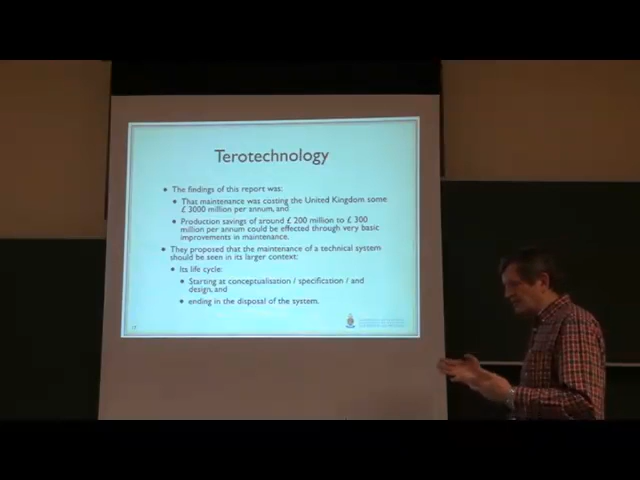 Terotechnology
• The findings of this report was:
• That maintenance was costing the United Kingdom some
£ 3000 million per annum, and
• Production savings of around £ 200 million to £ 300
million per annum could be effected through very basic
improvements in maintenance.
• They proposed that the maintenance of a technical system
should be seen in its larger context:
• Its life cycle:
• Starting at conceptualisation / specification / and
design, and
• ending in the disposal of the system.